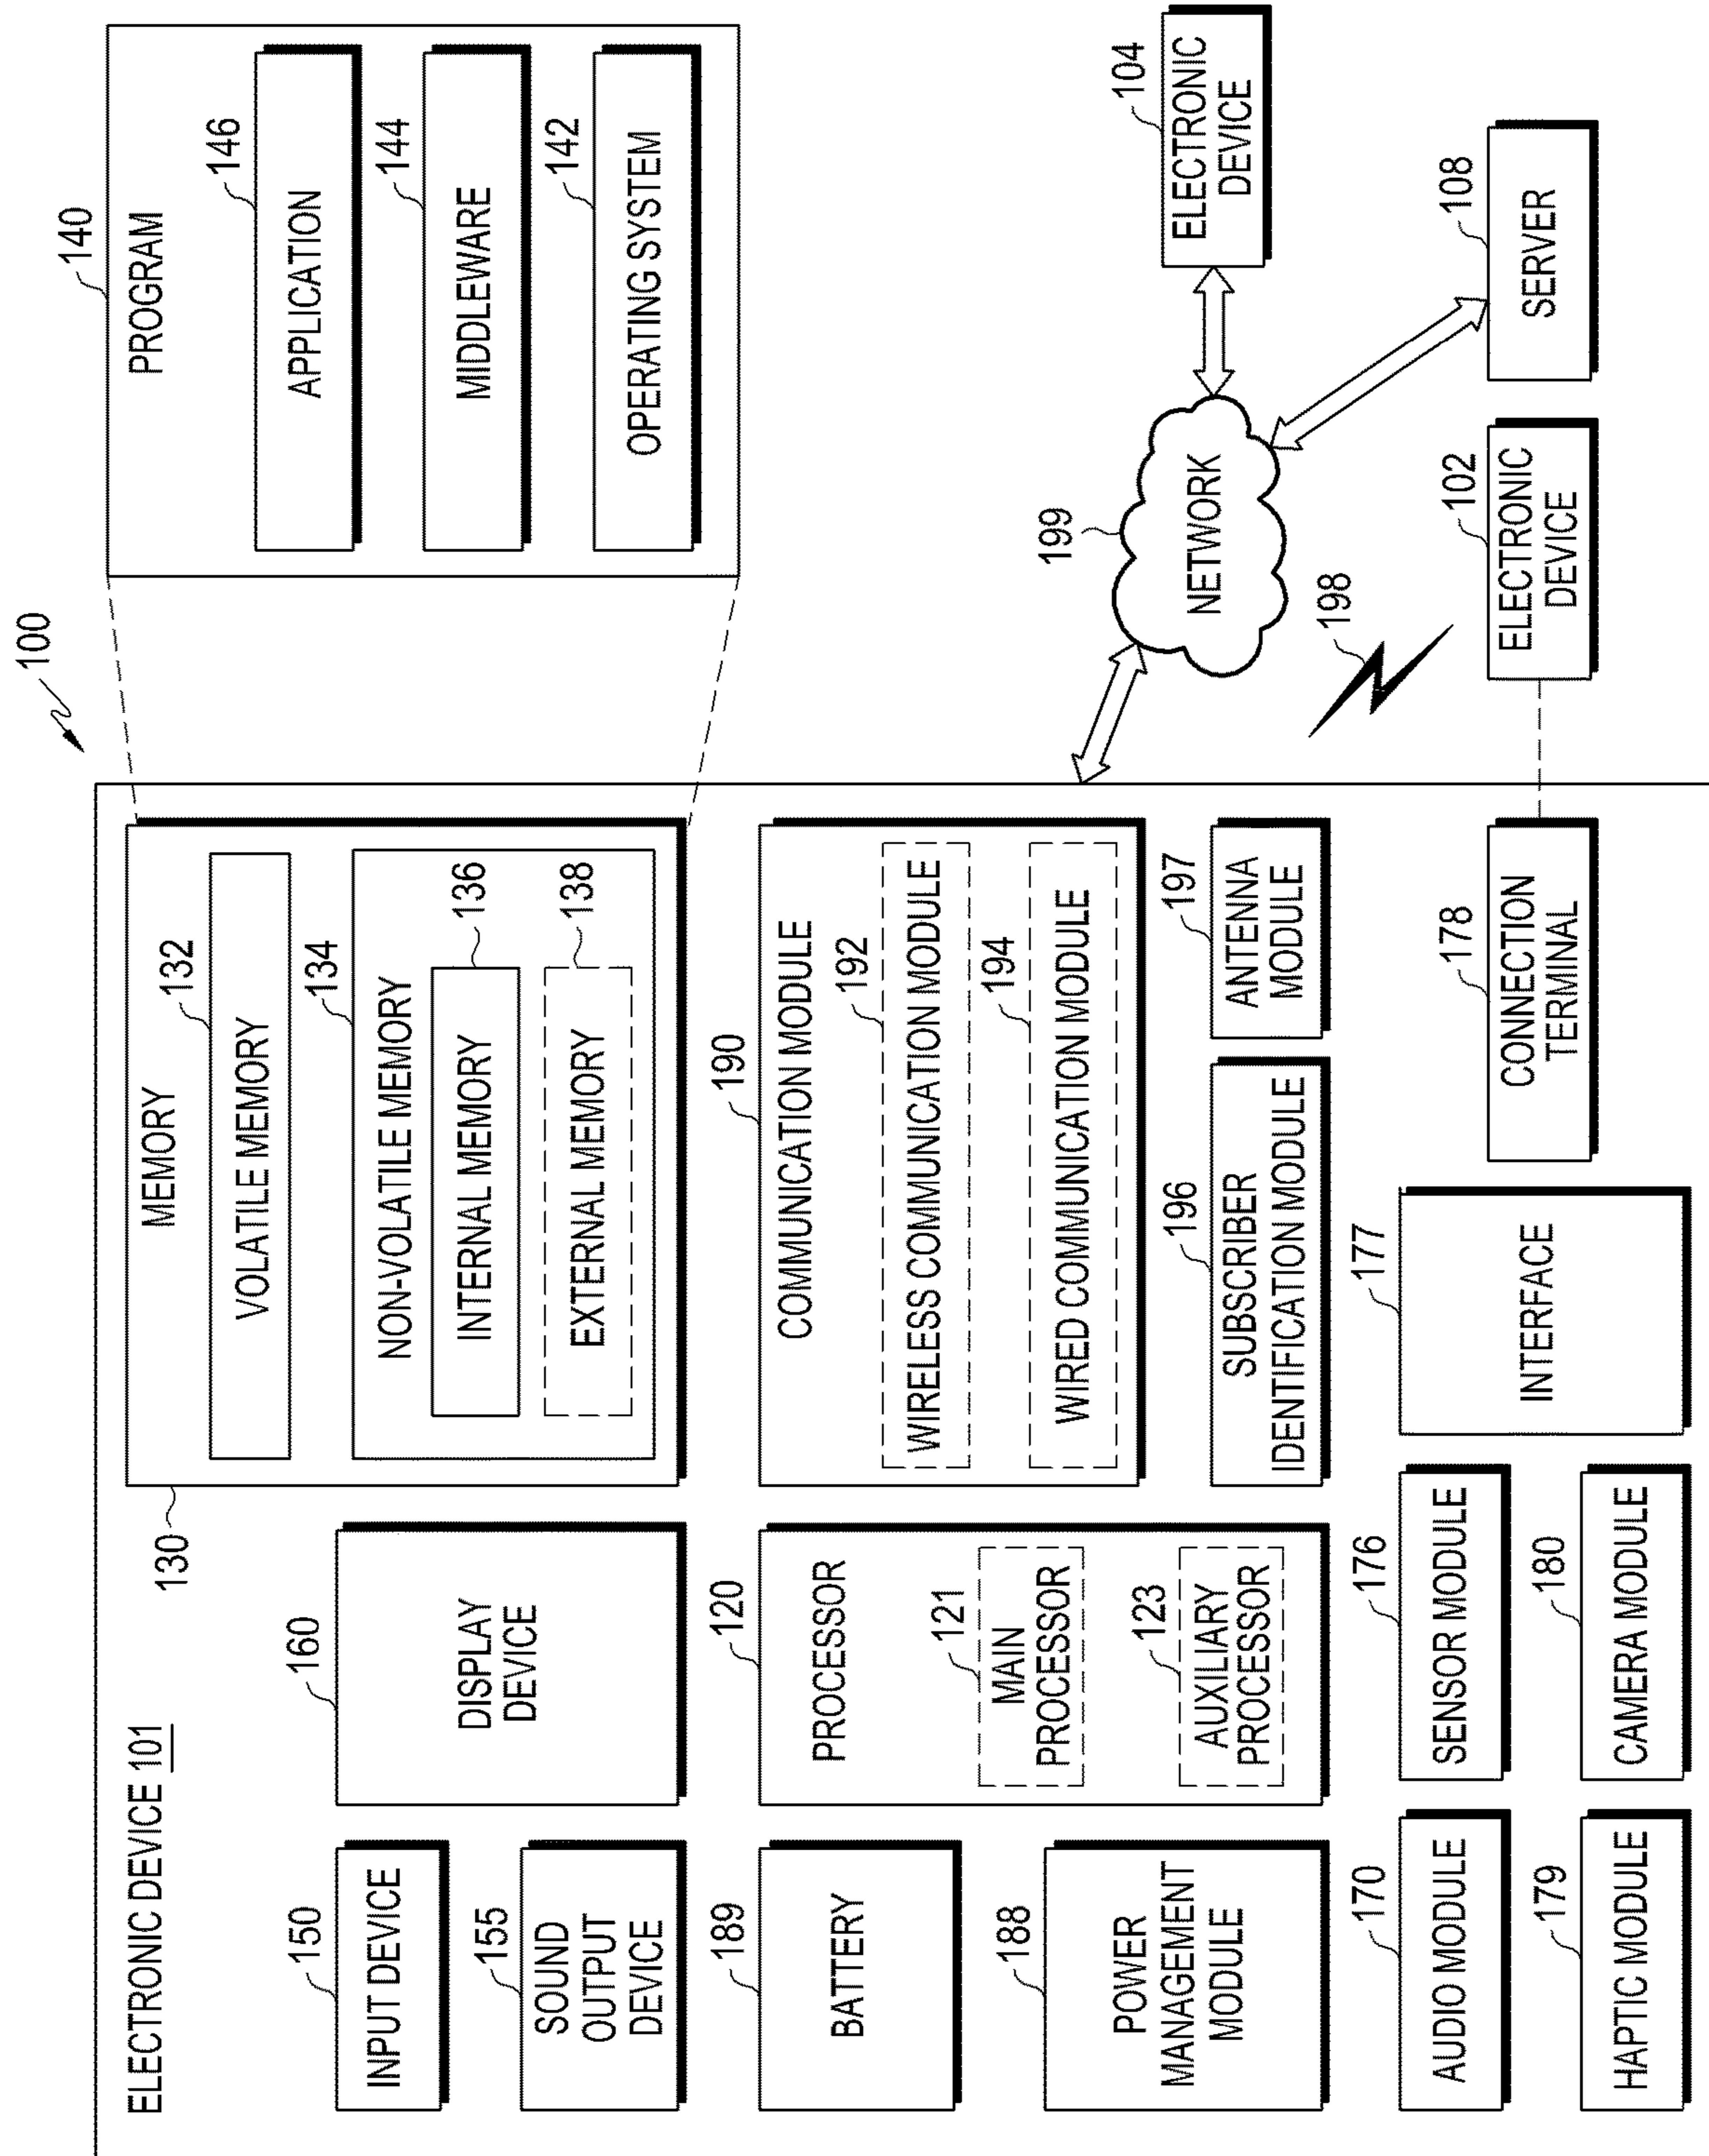 100
ELECTRONIC DEVICE 101
130
MEMORY
132
VOLATILE MEMORY
134
NON-VOLATILE MEMORY
136
INTERNAL MEMORY
138
EXTERNAL MEMORY
140
PROGRAM
146
APPLICATION
144
MIDDLEWARE
142
OPERATING SYSTEM
150
INPUT DEVICE
155
SOUND
OUTPUT
DEVICE
160
DISPLAY
DEVICE
189
BATTERY
188
POWER
MANAGEMENT
MODULE
120
PROCESSOR
121
MAIN
PROCESSOR
123
AUXILIARY
PROCESSOR
190
COMMUNICATION MODULE
192
WIRELESS COMMUNICATION MODULE
194
WIRED COMMUNICATION MODULE
196
SUBSCRIBER
IDENTIFICATION MODULE
197
ANTENNA
MODULE
199
NETWORK
104
ELECTRONIC
DEVICE
170
AUDIO MODULE
176
SENSOR MODULE
177
INTERFACE
178
CONNECTION
TERMINAL
198
102
ELECTRONIC
DEVICE
108
SERVER
179
HAPTIC MODULE
180
CAMERA MODULE